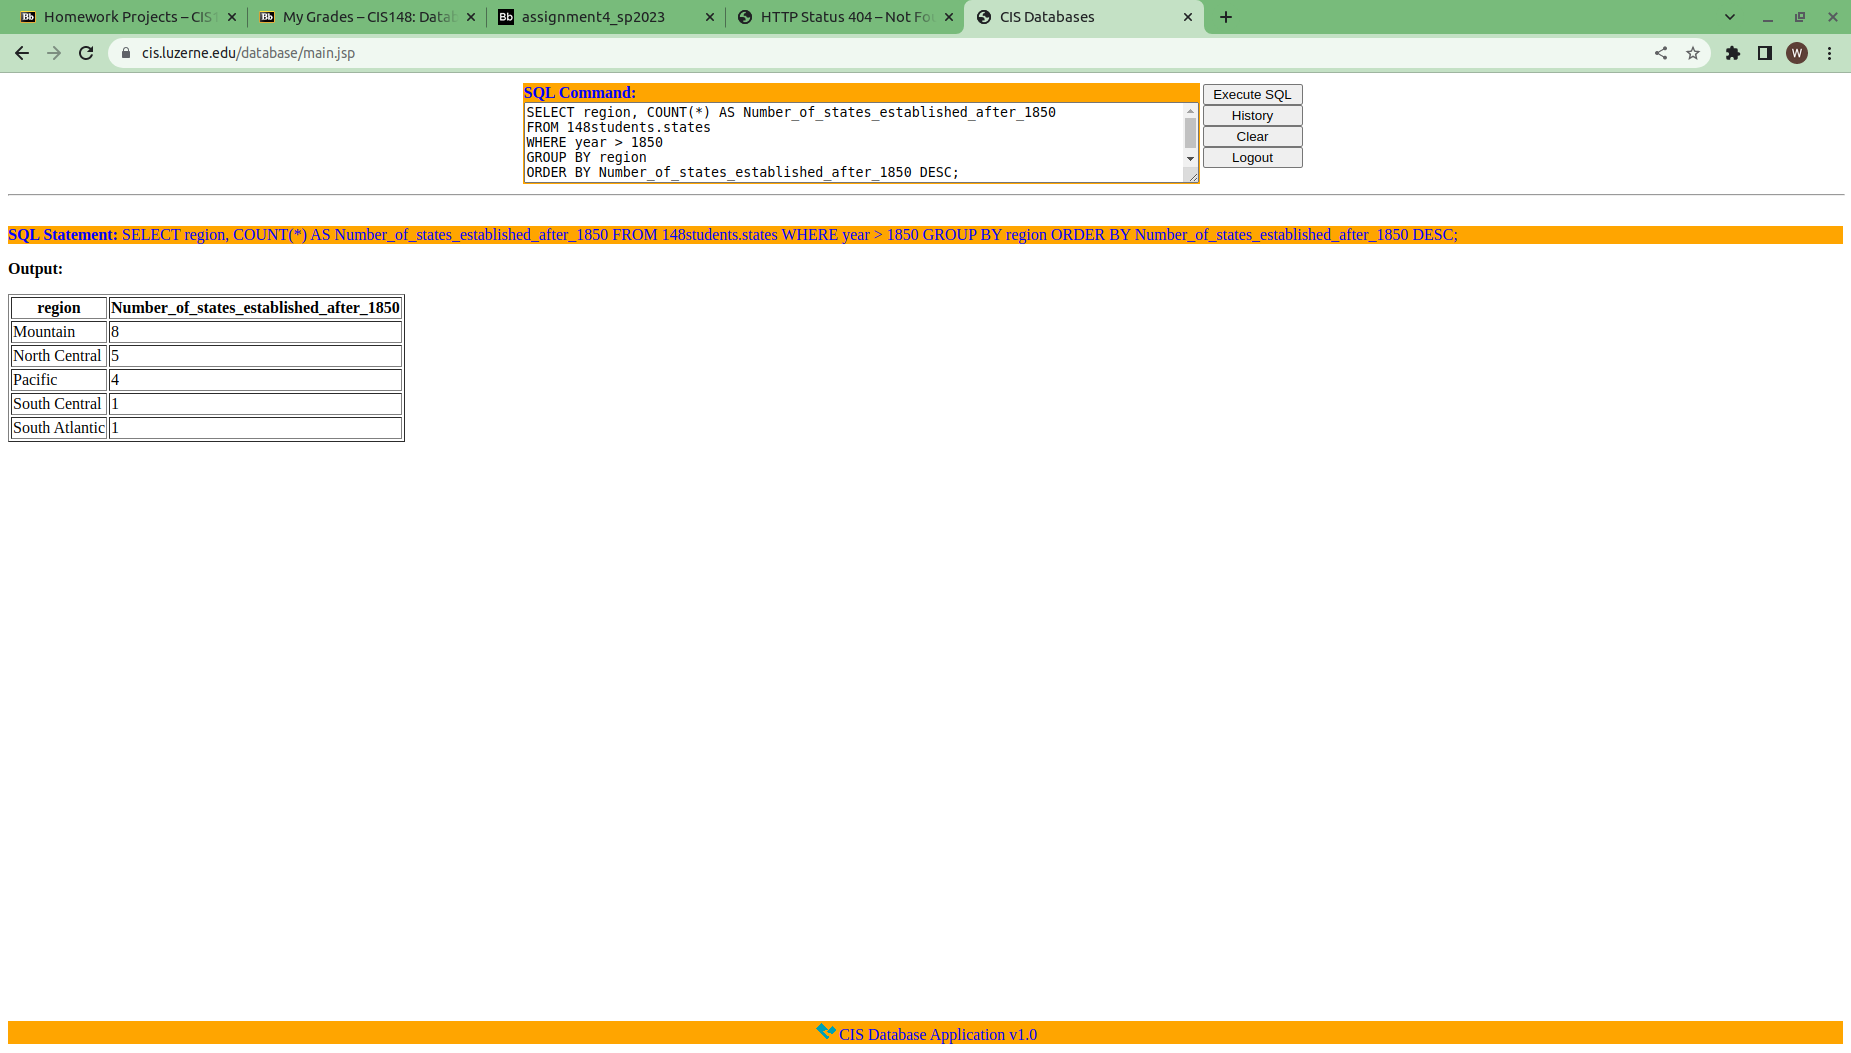 Homework Projects – CIS1
My Grades – CIS148: Datab
assignment4_sp2023
HTTP Status 404 – Not Fou
CIS Databases
cis.luzerne.edu/database/main.jsp
W
SQL Command:
SELECT region, COUNT(*) AS Number_of_states_established_after_1850
FROM 148students.states
WHERE year > 1850
GROUP BY region
ORDER BY Number_of_states_established_after_1850 DESC;
Execute SQL
History
Clear
Logout
SQL Statement: SELECT region, COUNT(*) AS Number_of_states_established_after_1850 FROM 148students.states WHERE year > 1850 GROUP BY region ORDER BY Number_of_states_established_after_1850 DESC;
Output:
region Number_of_states_established_after_1850
Mountain 8
North Central 5
Pacific 4
South Central 1
South Atlantic 1
CIS Database Application v1.0